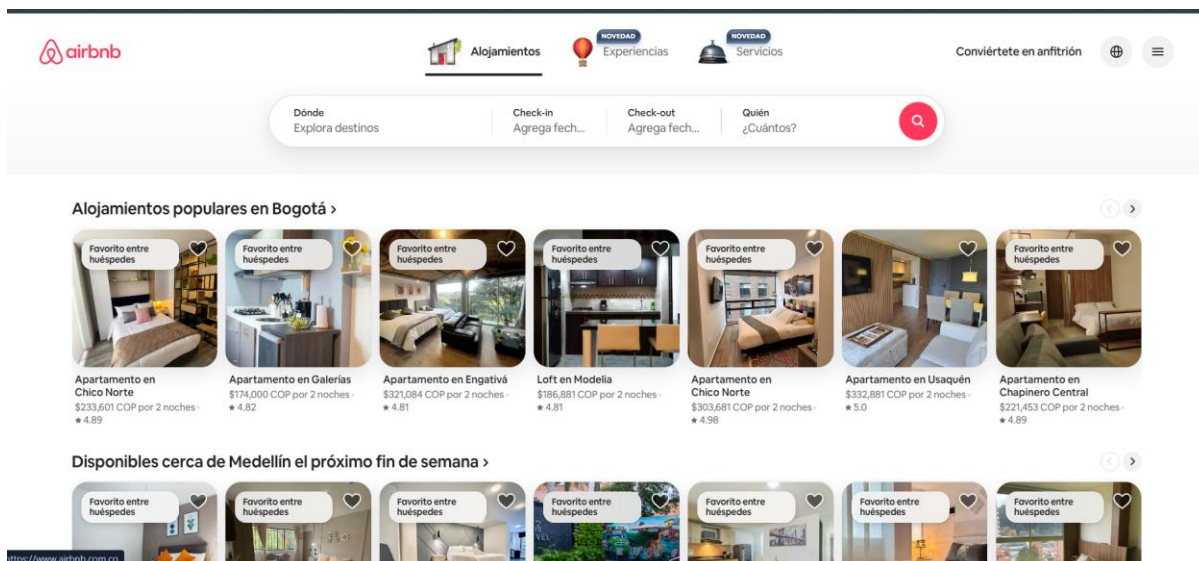 airbnb
Alojamientos
NOVEDAD
Experiencias
NOVEDAD
Servicios
Conviértete en anfitrión
Dónde
Explora destinos
Check-in
Agrega fech...
Check-out
Agrega fech...
Quién
¿Cuántos?
Alojamientos populares en Bogotá ›
Favorito entre
huéspedes
Favorito entre
huéspedes
Favorito entre
huéspedes
Favorito entre
huéspedes
Favorito entre
huéspedes
Favorito entre
huéspedes
Apartamento en
Chico Norte
$233,601 COP por 2 noches ·
★ 4.89
Apartamento en Galerías
$174,000 COP por 2 noches ·
★ 4.82
Apartamento en Engativá
$321,084 COP por 2 noches ·
★ 4.81
Loft en Modelia
$186,881 COP por 2 noches ·
★ 4.81
Apartamento en
Chico Norte
$303,681 COP por 2 noches ·
★ 4.98
Apartamento en Usaquén
$332,881 COP por 2 noches ·
★ 5.0
Apartamento en
Chapinero Central
$221,453 COP por 2 noches ·
★ 4.89
Disponibles cerca de Medellín el próximo fin de semana ›
Favorito entre
huéspedes
Favorito entre
huéspedes
Favorito entre
huéspedes
Favorito entre
huéspedes
Favorito entre
huéspedes
Favorito entre
huéspedes
Favorito entre
huéspedes
ttps://www.airbnb.com.co